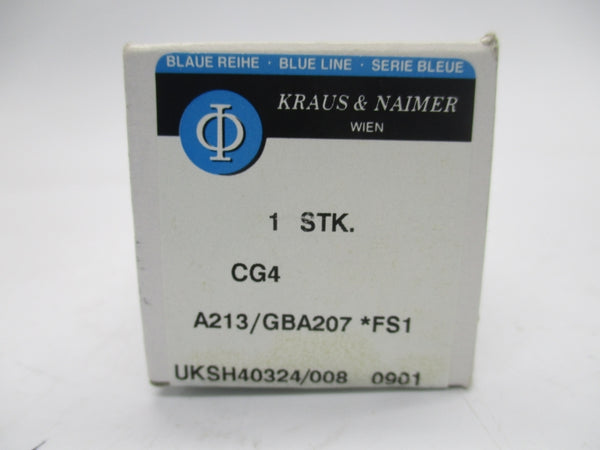 BLAUE REIHE · BLUE LINE · SERIE BLEUE
KRAUS & NAIMER
WIEN
1 STK.
CG4
A213/GBA207 *FS1
UKSH40324/008 0901